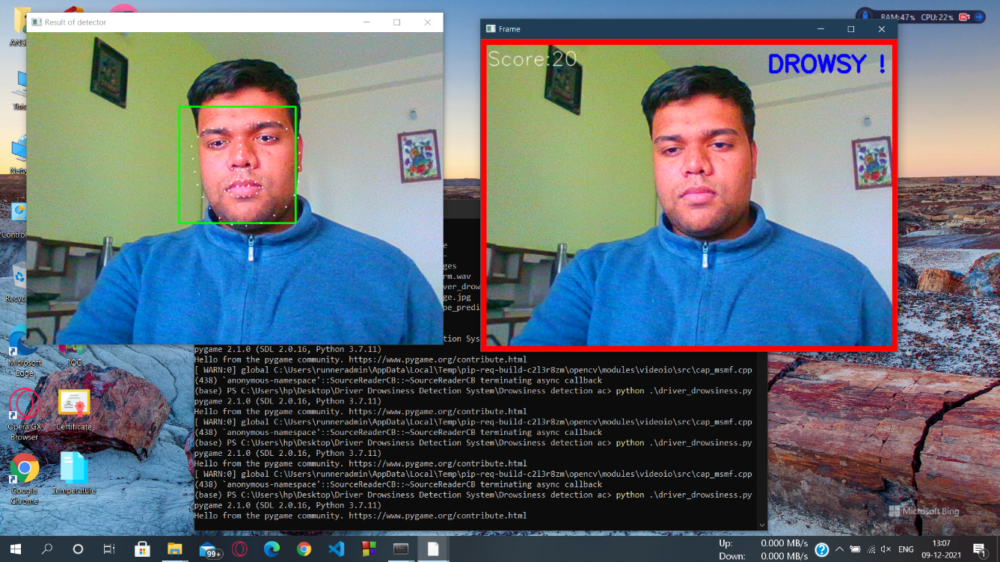 Result of detector
Frame
RAM:47% CPU:22%
Score:20
DROWSY !
This
Control
Recyc
Microsoft
Edge
ROG
Opera GX
Browser
Certificate
Google
Chrome
Temperature
e
-
ges
rm.wav
ver_drow
ge.jpg
pe_predi
tion Sys
pygame 2.1.0 (SDL 2.0.16, Python 3.7.11)
Hello from the pygame community. https://www.pygame.org/contribute.html
[ WARN:0] global C:\Users\runneradmin\AppData\Local\Temp\pip-req-build-c2l3r8zm\opencv\modules\videoio\src\cap_msmf.cpp
(438) `anonymous-namespace'::SourceReaderCB::~SourceReaderCB terminating async callback
(base) PS C:\Users\hp\Desktop\Driver Drowsiness Detection System\Drowsiness detection ac> python .\driver_drowsiness.py
pygame 2.1.0 (SDL 2.0.16, Python 3.7.11)
Hello from the pygame community. https://www.pygame.org/contribute.html
[ WARN:0] global C:\Users\runneradmin\AppData\Local\Temp\pip-req-build-c2l3r8zm\opencv\modules\videoio\src\cap_msmf.cpp
(438) `anonymous-namespace'::SourceReaderCB::~SourceReaderCB terminating async callback
(base) PS C:\Users\hp\Desktop\Driver Drowsiness Detection System\Drowsiness detection ac> python .\driver_drowsiness.py
pygame 2.1.0 (SDL 2.0.16, Python 3.7.11)
Hello from the pygame community. https://www.pygame.org/contribute.html
[ WARN:0] global C:\Users\runneradmin\AppData\Local\Temp\pip-req-build-c2l3r8zm\opencv\modules\videoio\src\cap_msmf.cpp
(438) `anonymous-namespace'::SourceReaderCB::~SourceReaderCB terminating async callback
(base) PS C:\Users\hp\Desktop\Driver Drowsiness Detection System\Drowsiness detection ac> python .\driver_drowsiness.py
pygame 2.1.0 (SDL 2.0.16, Python 3.7.11)
Hello from the pygame community. https://www.pygame.org/contribute.html
Microsoft Bing
99+
Up: 0.000 MB/s
Down: 0.000 MB/s
ENG
13:07
09-12-2021
1